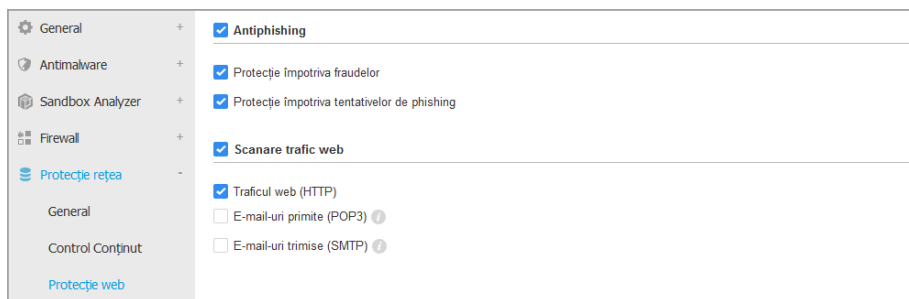 General +
Antimalware +
Sandbox Analyzer +
Firewall +
Protecție rețea -
General
Control Conținut
Protecție web
Antiphishing
Protecție împotriva fraudelor
Protecție împotriva tentativelor de phishing
Scanare trafic web
Traficul web (HTTP)
E-mail-uri primite (POP3) i
E-mail-uri trimise (SMTP) i